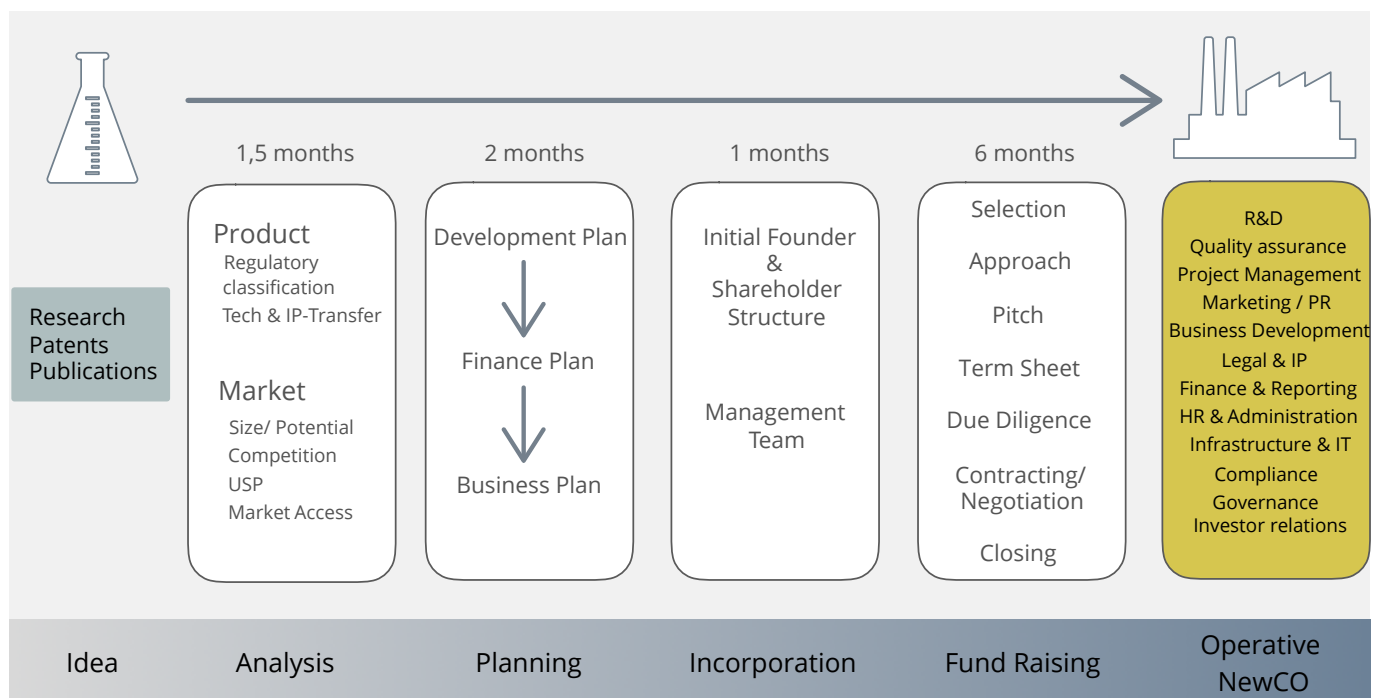 1,5 months
2 months
1 month
6 months
Research
Patents
Publications
Product
Regulatory
classification
Tech & IP-Transfer
Market
Size/ Potential
Competition
USP
Market Access
Development Plan
Finance Plan
Business Plan
Initial Founder
&
Shareholder
Structure
Management
Team
Selection
Approach
Pitch
Term Sheet
Due Diligence
Contracting/
Negotiation
Closing
R&D
Quality assurance
Project Management
Marketing / PR
Business Development
Legal & IP
Finance & Reporting
HR & Administration
Infrastructure & IT
Compliance
Governance
Investor relations
Idea
Analysis
Planning
Incorporation
Fund Raising
Operative
NewCO